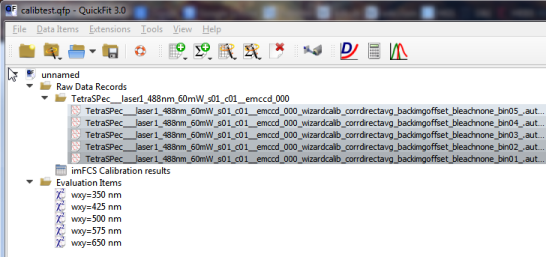 calibtest.qfp - QuickFit 3.0
File Data Items Extensions Tools View Help
unnamed
Raw Data Records
TetraSPec___laser1_488nm_60mW_s01_c01__emccd_000
TetraSPec___laser1_488nm_60mW_s01_c01__emccd_000_wizardcalib_corrdirectavg_backimgoffset_bleachnone_bin05_.aut...
TetraSPec___laser1_488nm_60mW_s01_c01__emccd_000_wizardcalib_corrdirectavg_backimgoffset_bleachnone_bin04_.aut...
TetraSPec___laser1_488nm_60mW_s01_c01__emccd_000_wizardcalib_corrdirectavg_backimgoffset_bleachnone_bin03_.aut...
TetraSPec___laser1_488nm_60mW_s01_c01__emccd_000_wizardcalib_corrdirectavg_backimgoffset_bleachnone_bin02_.aut...
TetraSPec___laser1_488nm_60mW_s01_c01__emccd_000_wizardcalib_corrdirectavg_backimgoffset_bleachnone_bin01_.aut...
imFCS Calibration results
Evaluation Items
wxy=350 nm
wxy=425 nm
wxy=500 nm
wxy=575 nm
wxy=650 nm